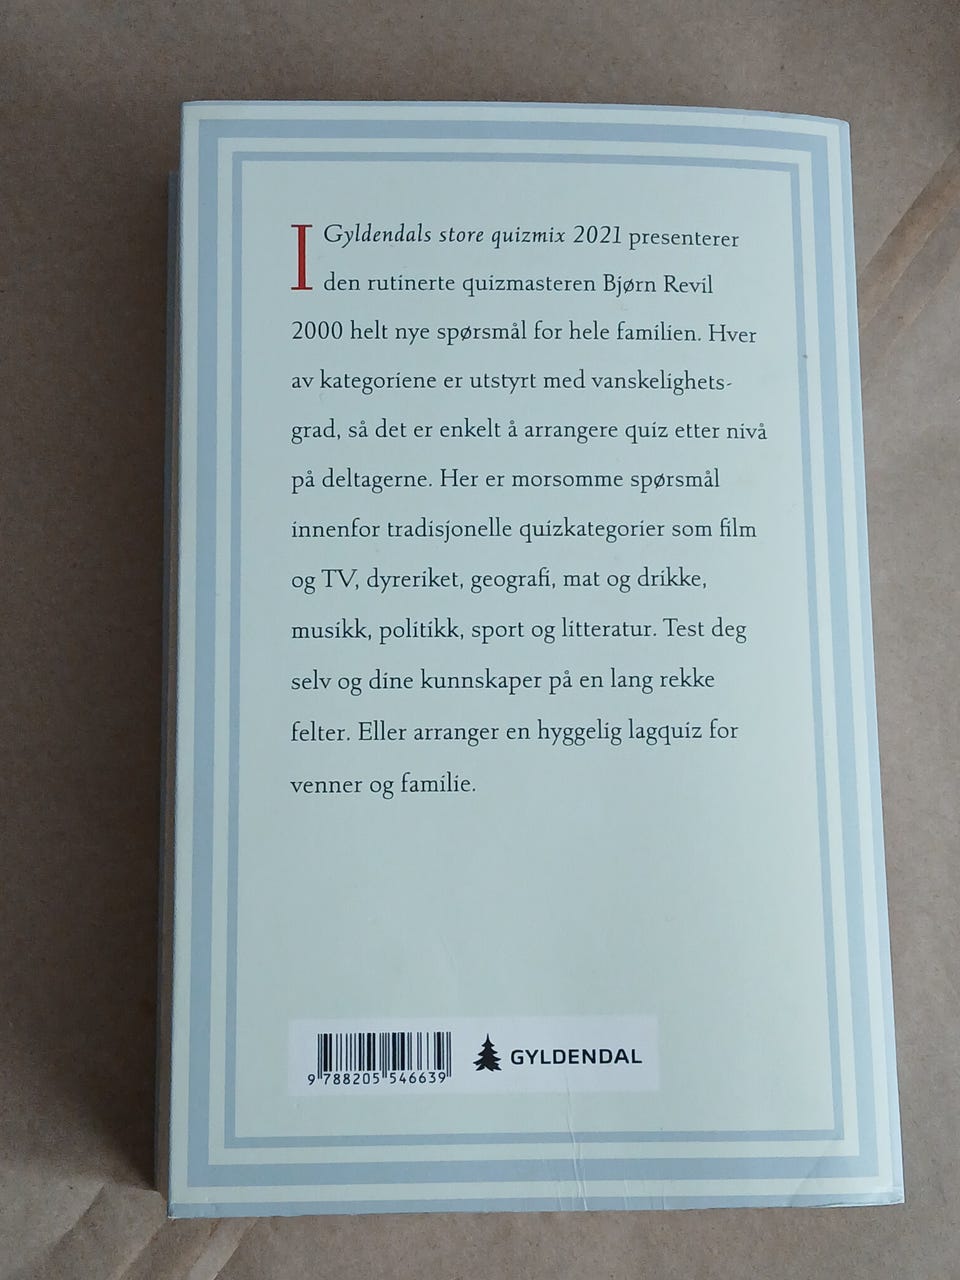 I Gyldendals store quizmix 2021 presenterer
den rutinerte quizmasteren Bjørn Revil
2000 helt nye spørsmål for hele familien. Hver
av kategoriene er utstyrt med vanskelighets-
grad, så det er enkelt å arrangere quiz etter nivå
på deltagerne. Her er morsomme spørsmål
innenfor tradisjonelle quizkategorier som film
og TV, dyreriket, geografi, mat og drikke,
musikk, politikk, sport og litteratur. Test deg
selv og dine kunnskaper på en lang rekke
felter. Eller arranger en hyggelig lagquiz for
venner og familie.
GYLDENDAL
9 788205 546639